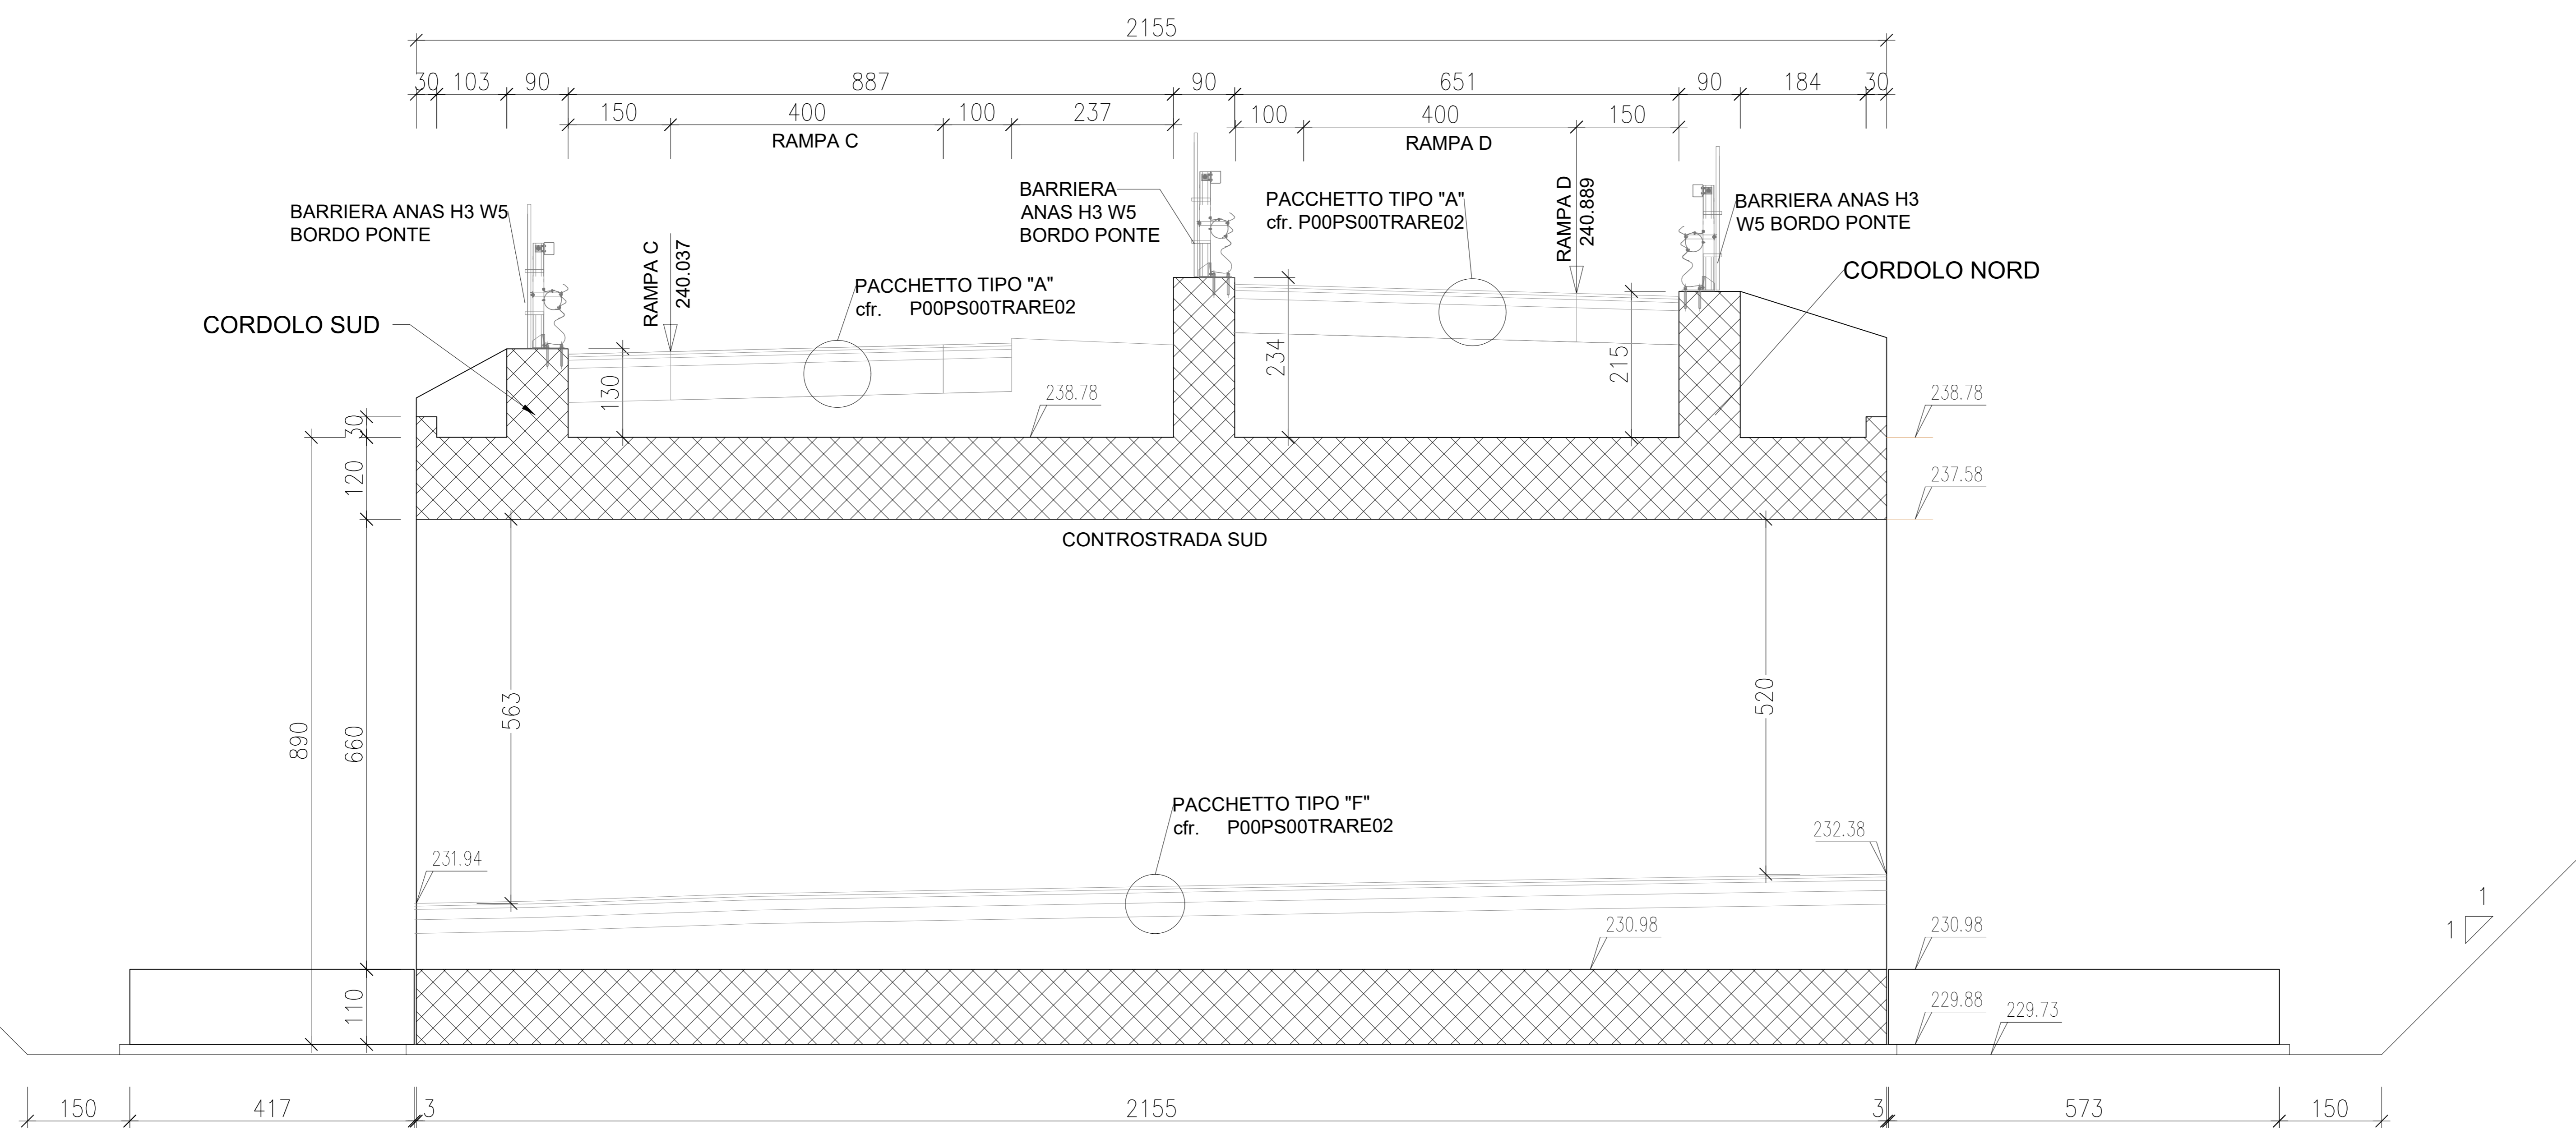 2155
30 103 90 887 90 651 90 184 30
150 400 100 237 100 400 150
RAMPA C
RAMPA D
BARRIERA ANAS H3 W5
BORDO PONTE
BARRIERA
ANAS H3 W5
BORDO PONTE
PACCHETTO TIPO "A"
cfr. P00PS00TRARE02
RAMPA D
240.889
BARRIERA ANAS H3
W5 BORDO PONTE
RAMPA C
240.037
PACCHETTO TIPO "A"
cfr. P00PS00TRARE02
CORDOLO NORD
CORDOLO SUD
130
234
215
238.78
238.78
30
120
237.58
CONTROSTRADA SUD
890
660
563
520
PACCHETTO TIPO "F"
cfr. P00PS00TRARE02
231.94
232.38
230.98
230.98
1
1
110
229.88
229.73
150 417 3 2155 3 573 150